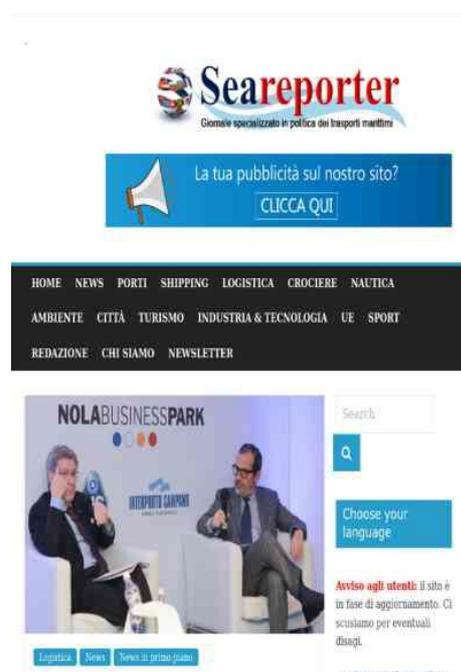 Seareporter
Giornale specializzato in politica dei trasporti marittimi
La tua pubblicità sul nostro sito?
CLICCA QUI
HOME NEWS PORTI SHIPPING LOGISTICA CROCIERE NAUTICA
AMBIENTE CITTÀ TURISMO INDUSTRIA & TECNOLOGIA UE SPORT
REDAZIONE CHI SIAMO NEWSLETTER
NOLABUSINESSPARK
INTERPORTO CAMPANO
Logistica News News in primo piano
Search
Choose your
language
Avviso agli utenti: il sito è
in fase di aggiornamento. Ci
scusiamo per eventuali
disagi.